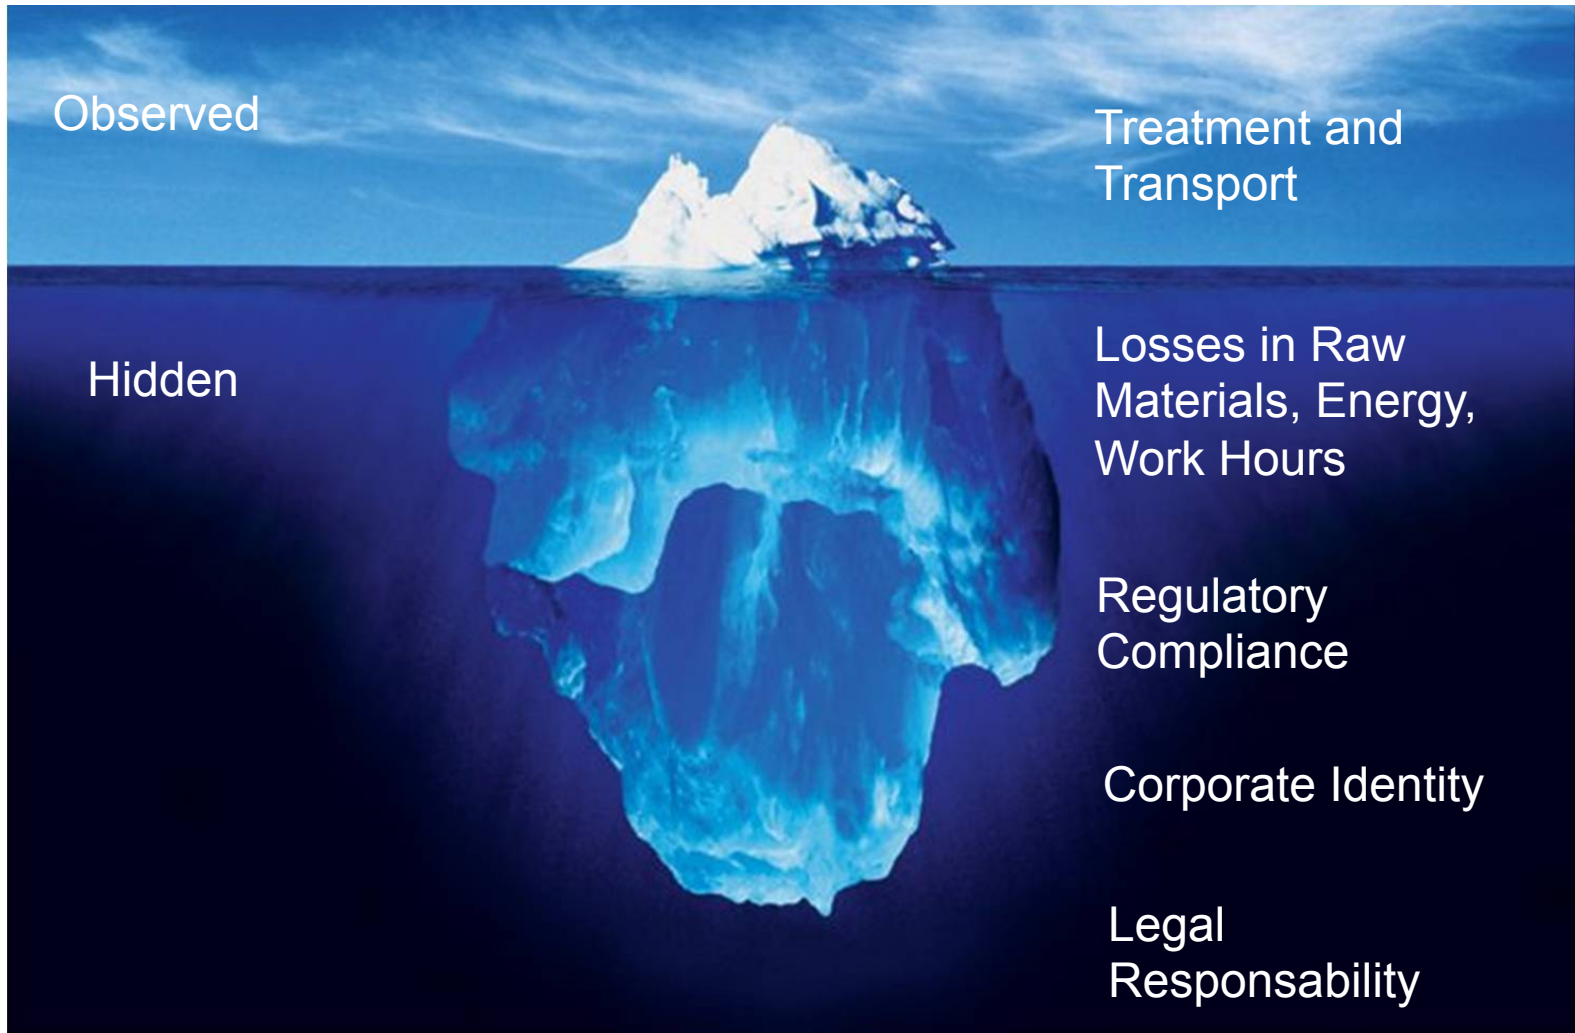 Observed
Treatment and
Transport
Hidden
Losses in Raw
Materials, Energy,
Work Hours
Regulatory
Compliance
Corporate Identity
Legal
Responsability